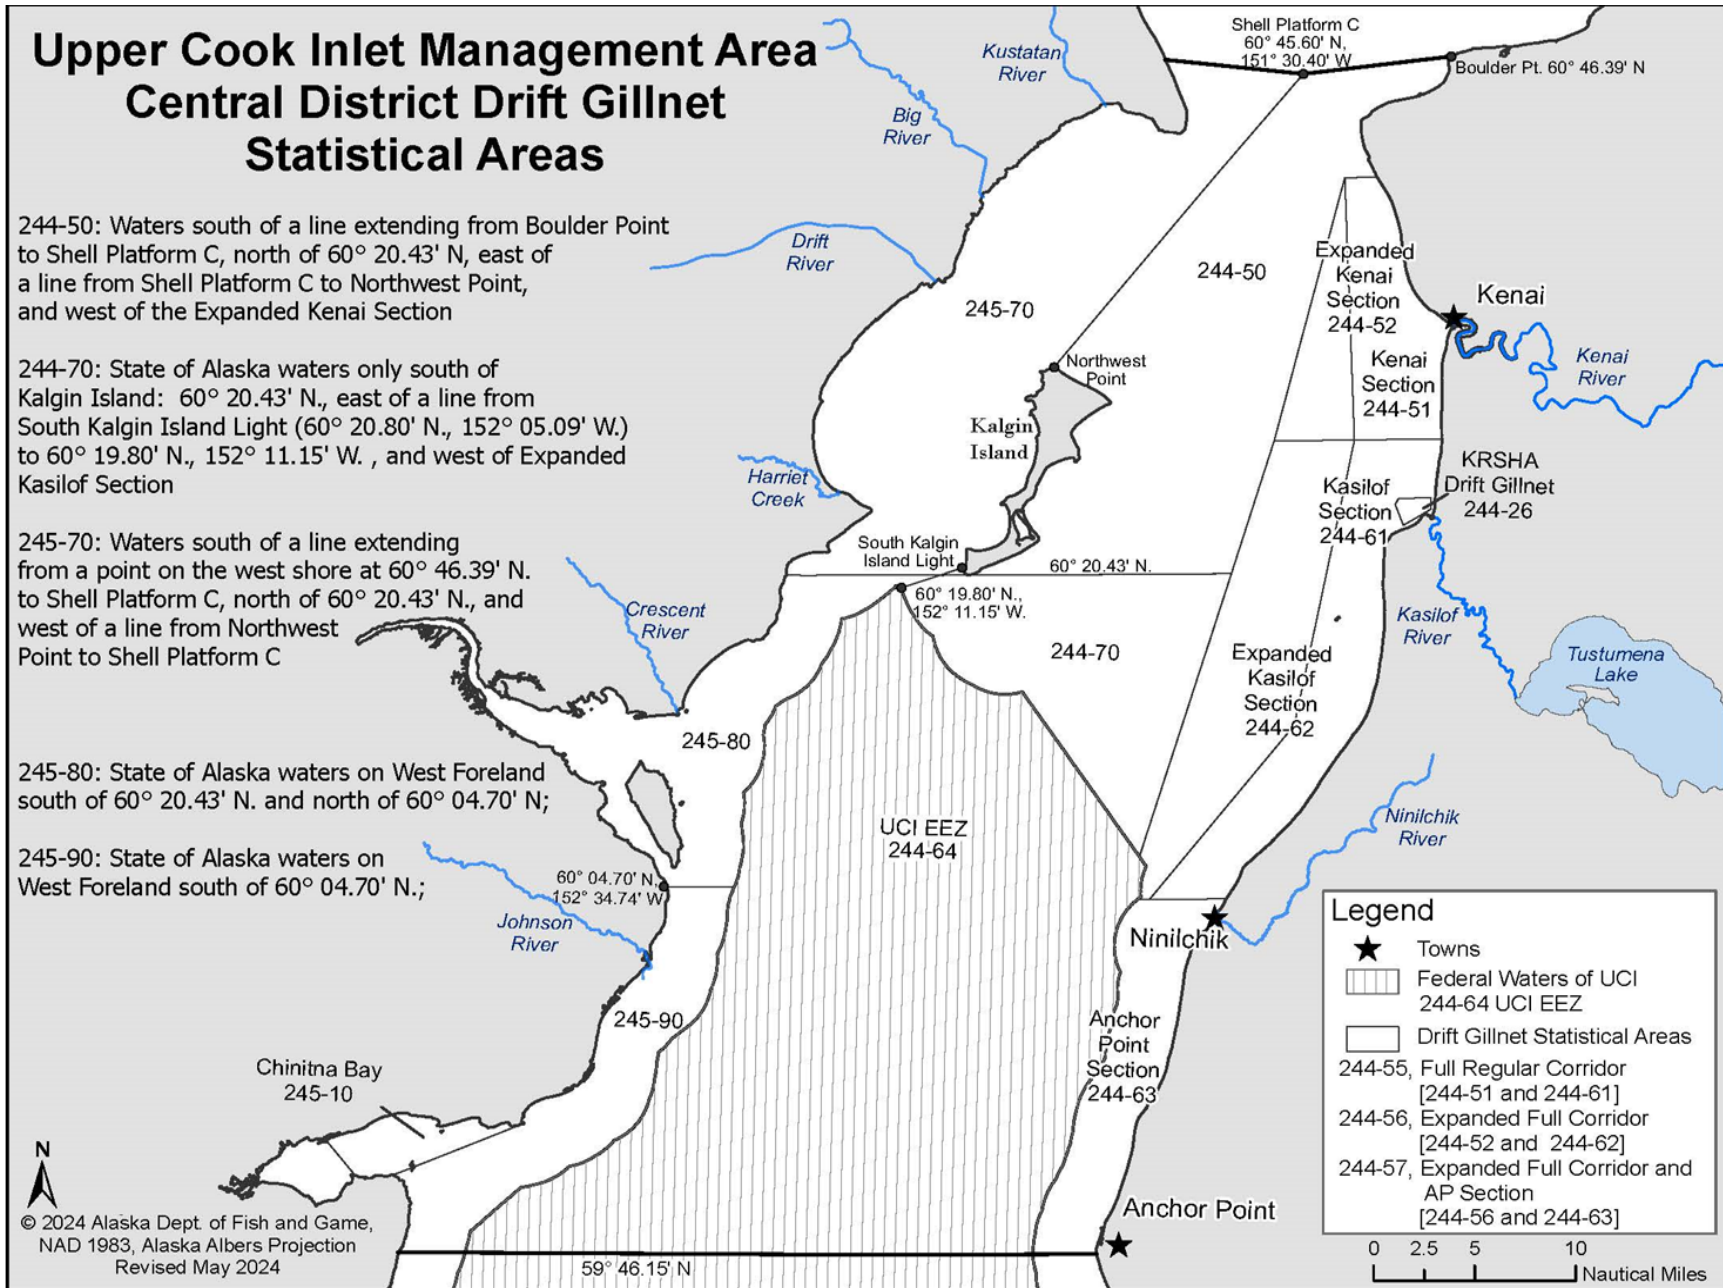 Upper Cook Inlet Management Area
Central District Drift Gillnet
Statistical Areas
244-50: Waters south of a line extending from Boulder Point
to Shell Platform C, north of 60° 20.43' N, east of
a line from Shell Platform C to Northwest Point,
and west of the Expanded Kenai Section
244-70: State of Alaska waters only south of
Kalgin Island: 60° 20.43' N., east of a line from
South Kalgin Island Light (60° 20.80' N., 152° 05.09' W.)
to 60° 19.80' N., 152° 11.15' W. , and west of Expanded
Kasilof Section
245-70: Waters south of a line extending
from a point on the west shore at 60° 46.39' N.
to Shell Platform C, north of 60° 20.43' N., and
west of a line from Northwest
Point to Shell Platform C
245-80: State of Alaska waters on West Foreland
south of 60° 20.43' N. and north of 60° 04.70' N;
245-90: State of Alaska waters on
West Foreland south of 60° 04.70' N.;
Kustatan
River
Big
River
Drift
River
Shell Platform C
60° 45.60' N,
151° 30.40' W
Boulder Pt. 60° 46.39' N
245-70
244-50
Expanded
Kenai
Section
244-52
Kenai
Kenai
Section
244-51
Kenai
River
Northwest
Point
Kalgin
Island
Harriet
Creek
KRSHA
Drift Gillnet
244-26
Kasilof
Section
244-61
South Kalgin
Island Light
60° 20.43' N.
60° 19.80' N.,
152° 11.15' W.
Crescent
River
Kasilof
River
Tustumena
Lake
244-70
Expanded
Kasilof
Section
244-62
245-80
UCI EEZ
244-64
Ninilchik
River
60° 04.70' N,
152° 34.74' W
Johnson
River
Ninilchik
245-90
Anchor
Point
Section
244-63
Chinitna Bay
245-10
Anchor Point
59° 46.15' N
Legend
Towns
Federal Waters of UCI
244-64 UCI EEZ
Drift Gillnet Statistical Areas
244-55, Full Regular Corridor
[244-51 and 244-61]
244-56, Expanded Full Corridor
[244-52 and 244-62]
244-57, Expanded Full Corridor and
AP Section
[244-56 and 244-63]
0 2.5 5 10
Nautical Miles
N
© 2024 Alaska Dept. of Fish and Game,
NAD 1983, Alaska Albers Projection
Revised May 2024